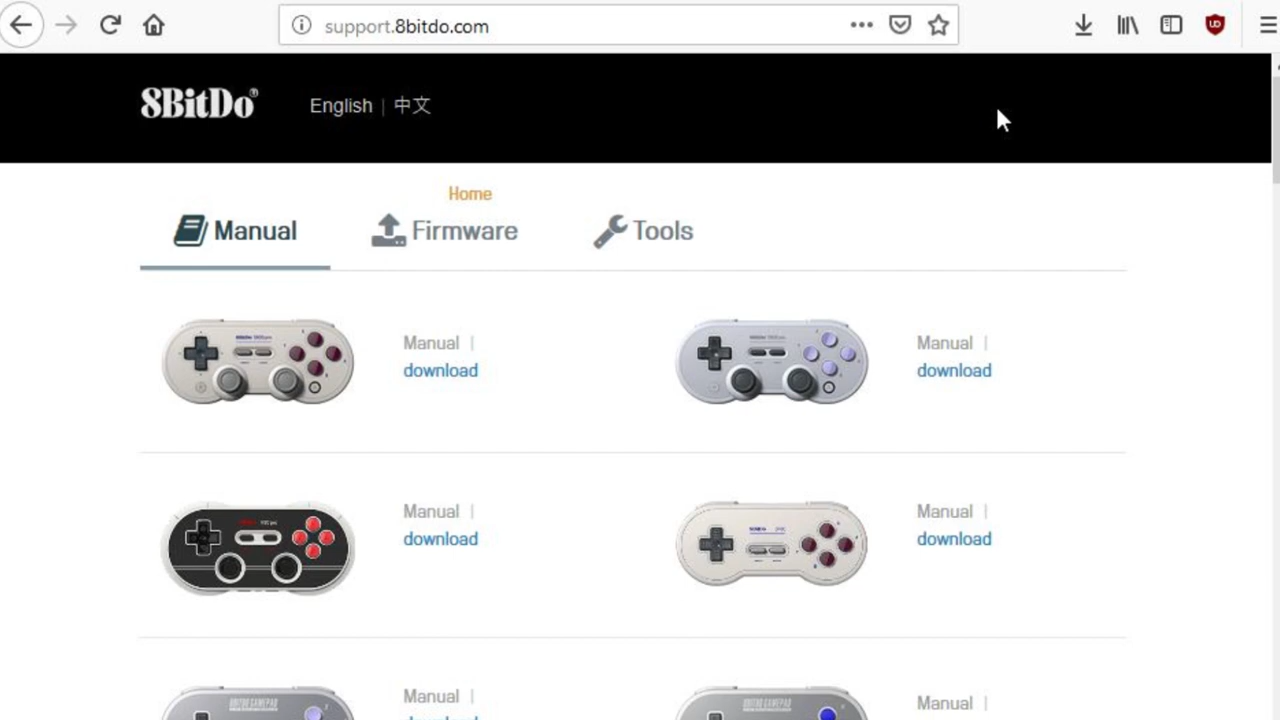 support.8bitdo.com
8BitDo®
English | 中文
Home
Manual
Firmware
Tools
Manual |
download
Manual |
download
Manual |
download
Manual |
download
Manual |
Manual |